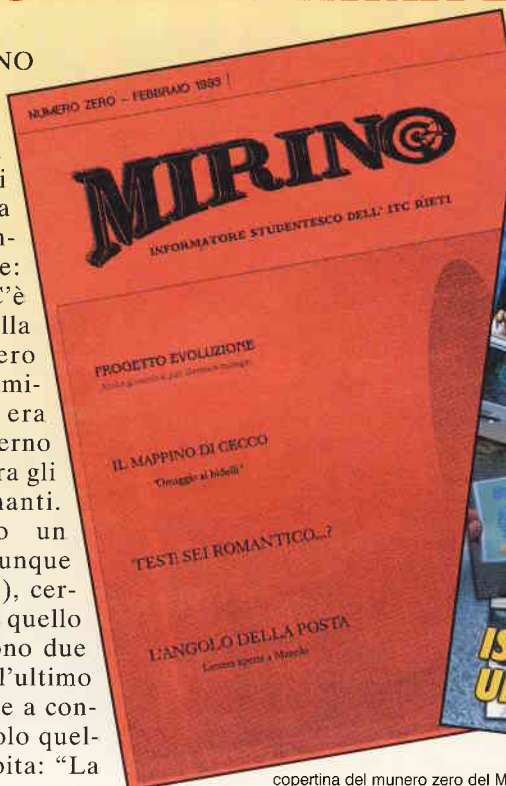 NO
NUMERO ZERO – FEBBRAIO 1993
MIRINO
INFORMATORE STUDENTESCO DELL' ITC RIETI
PROGETTO EVOLUZIONE
IL MAPPINO DI CECCO
"Omaggio ai bidelli"
TEST: SEI ROMANTICO...?
L'ANGOLO DELLA POSTA
Lettera aperta a Manolo
i
a
n-
e:
C'è
lla
ero
mi-
era
erno
ra gli
nanti.
o un
unque
), cer-
quello
ono due
l'ultimo
e a con-
olo quel-
pita: "La
IS
U
copertina del munero zero del M